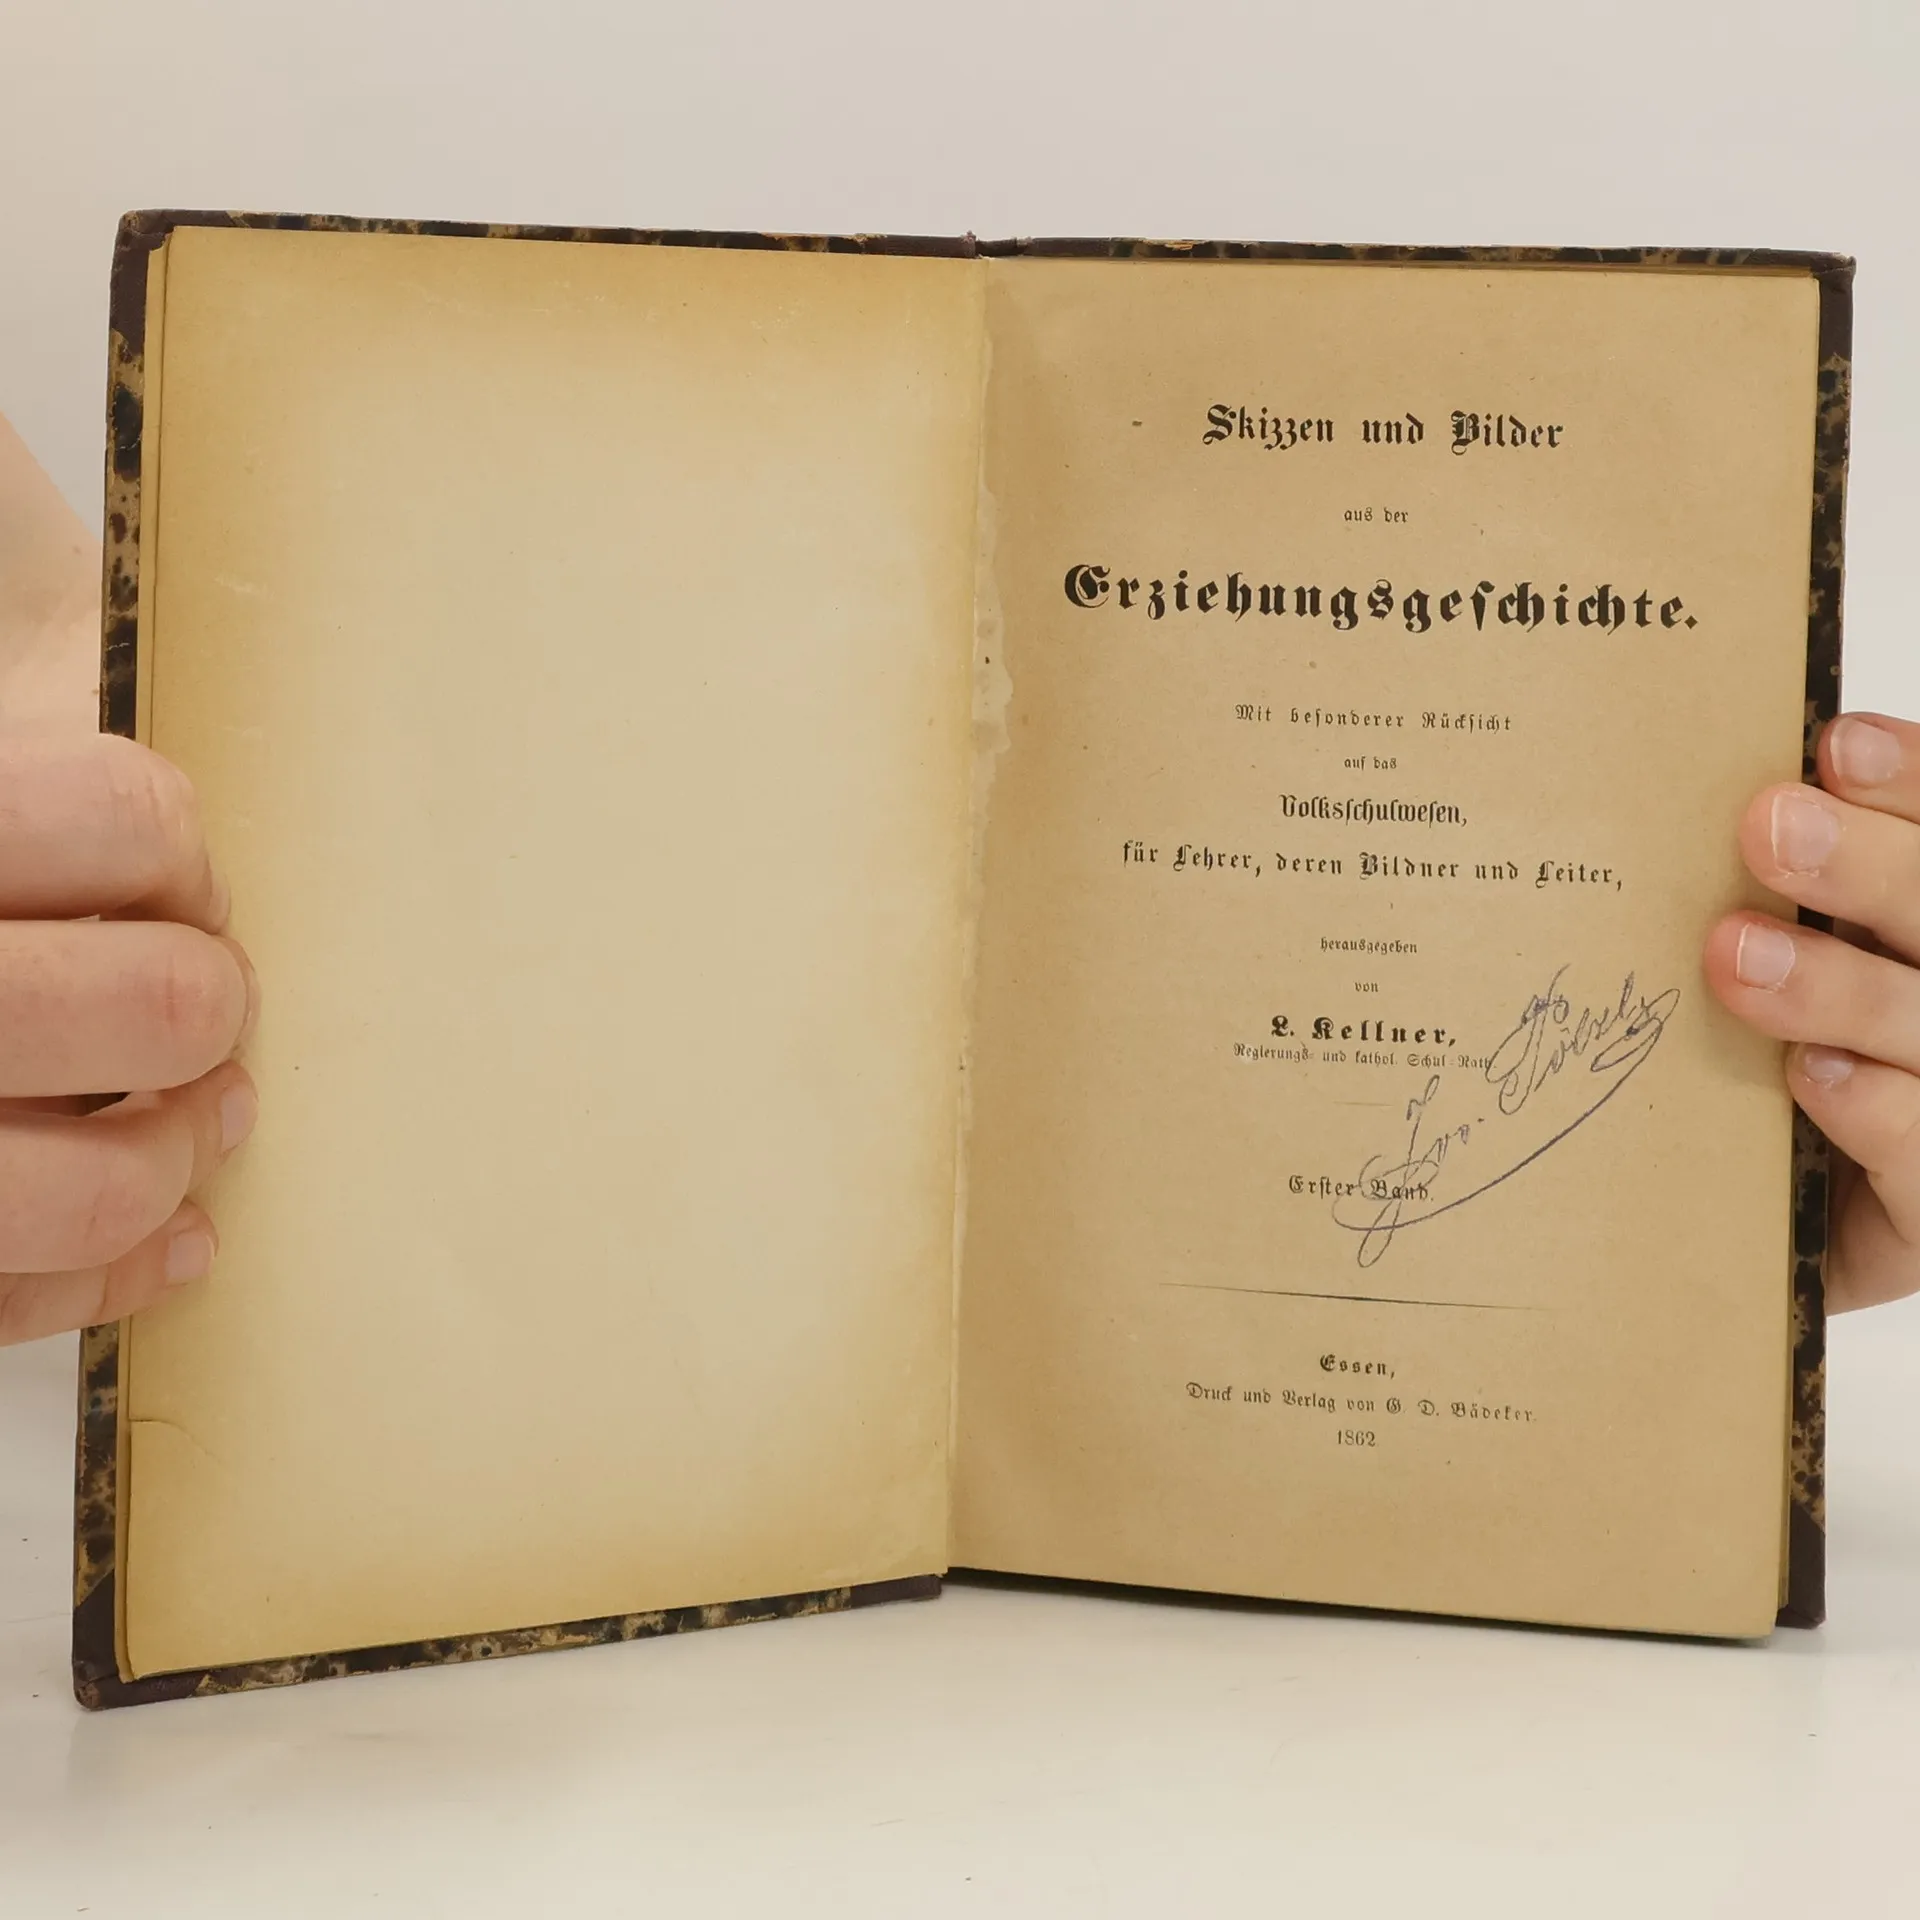 Skizzen und Bilder
aus der
Erziehungsgeschichte.
Mit besonderer Rücksicht
auf das
Volksschulwesen,
für Lehrer, deren Bildner und Leiter,
herausgegeben
von
L. Kellner,
Regierungs- und kathol. Schul-Rath.
Erster Band.
Essen,
Druck und Verlag von G D. Bädeker.
1862